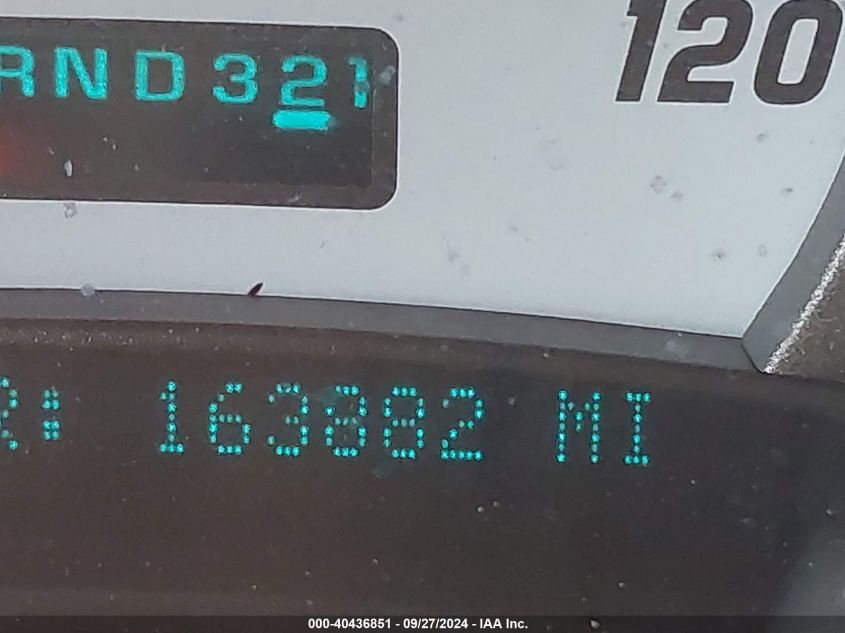 120
RND321
R: 163882 MI
000-40436851 - 09/27/2024 - IAA Inc.